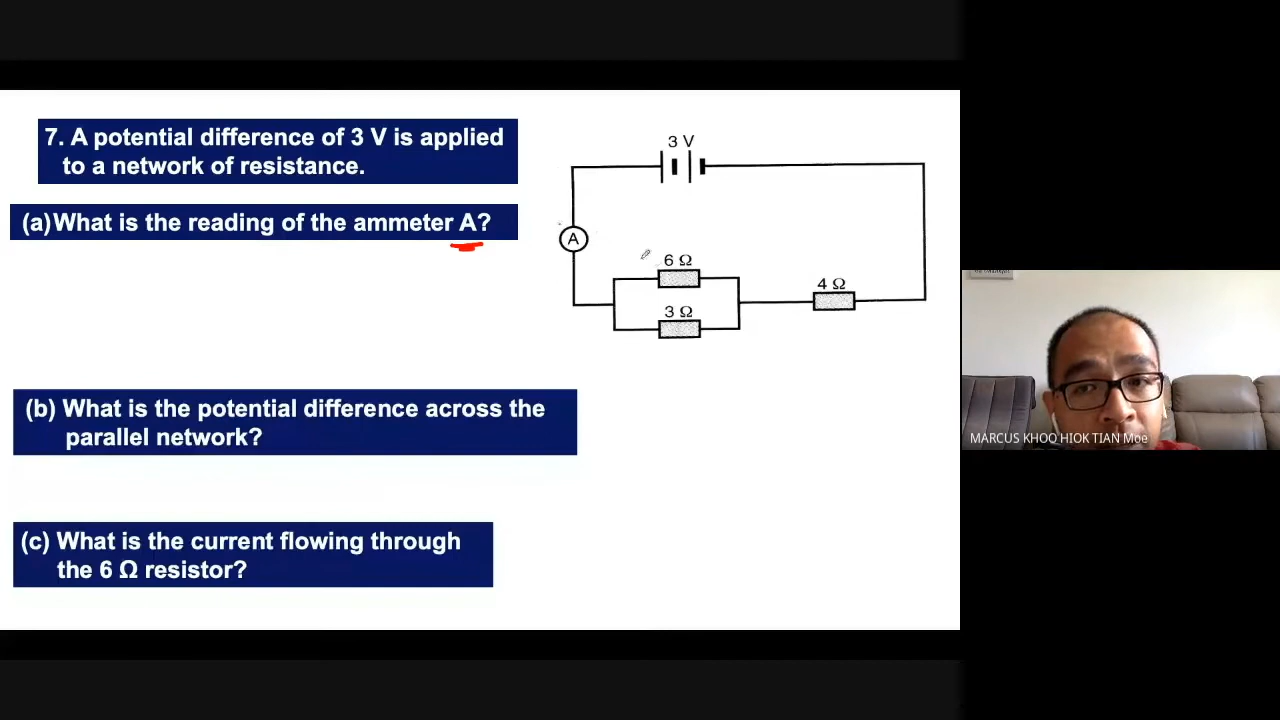 7. A potential difference of 3 V is applied
to a network of resistance.
(a)What is the reading of the ammeter A?
3 V
A
6 Ω
3 Ω
4 Ω
(b) What is the potential difference across the
parallel network?
(c) What is the current flowing through
the 6 Ω resistor?
MARCUS KHOO HIOK TIAN Moe